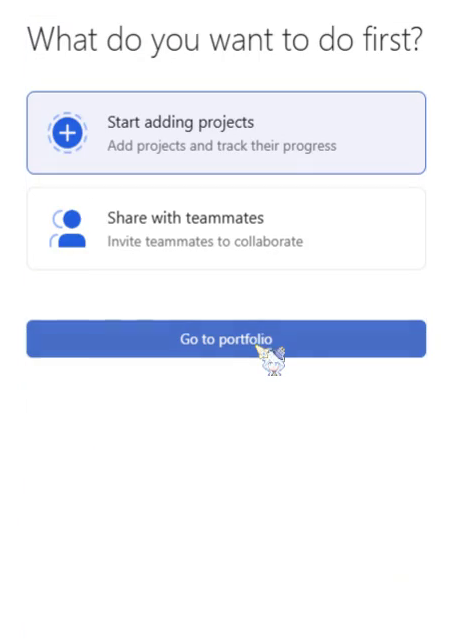 What do you want to do first?
Start adding projects
Add projects and track their progress
Share with teammates
Invite teammates to collaborate
Go to portfolio